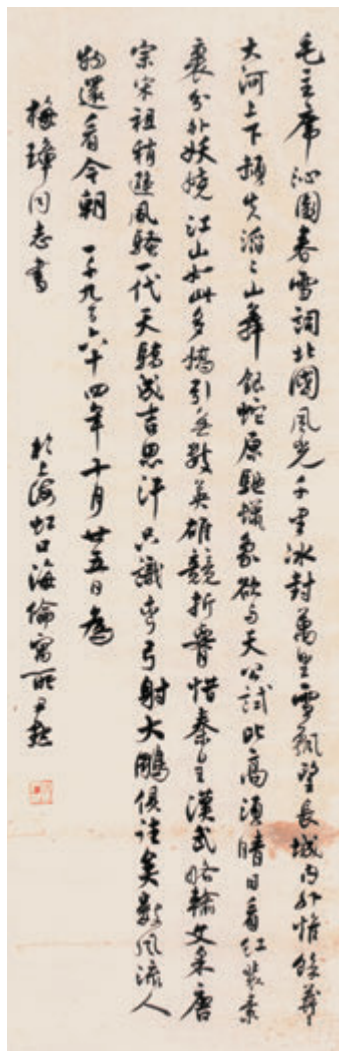 毛主席沁園春雪詞北國風光千里冰封萬里雪飄望長城內外惟餘莽
大河上下頓失滔〻山舞銀蛇原馳蠟象欲與天公試比高須晴日看紅裝素
裹分外妖嬈江山如此多嬌引無數英雄競折腰惜秦皇漢武略輸文采唐
宗宋祖稍遜風騷一代天驕成吉思汗只識彎弓射大鵰俱往矣數風流人
物還看今朝 一千九百六十四年十月廿五日為
梅璋同志書 於上海虹口海倫寓所尹默